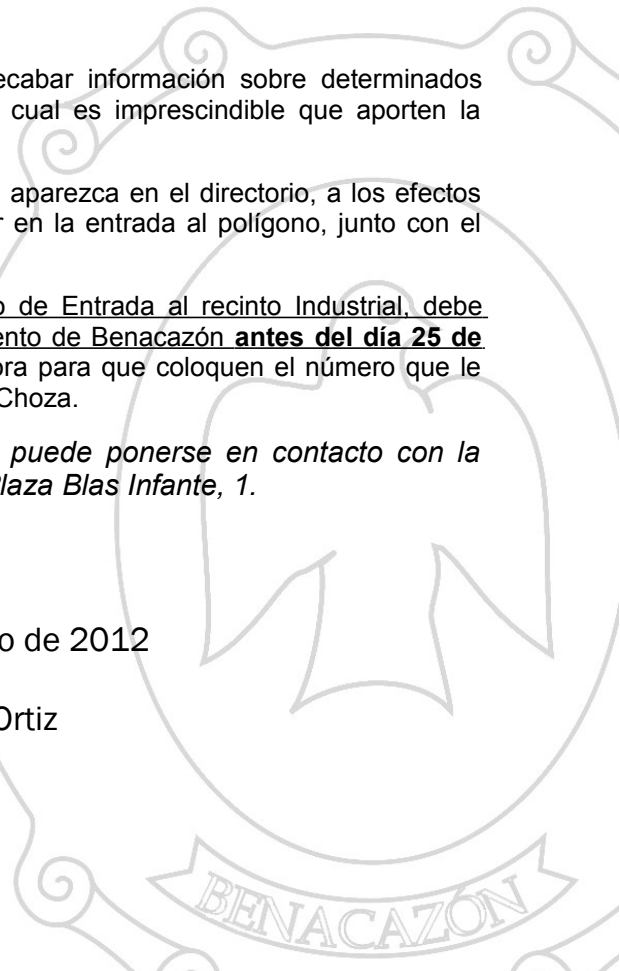 ecabar información sobre determinados
cual es imprescindible que aporten la
aparezca en el directorio, a los efectos
r en la entrada al polígono, junto con el
o de Entrada al recinto Industrial, debe
ento de Benacazón antes del día 25 de
ora para que coloquen el número que le
Choza.
puede ponerse en contacto con la
Plaza Blas Infante, 1.
o de 2012
Ortiz
BENACAZÓN